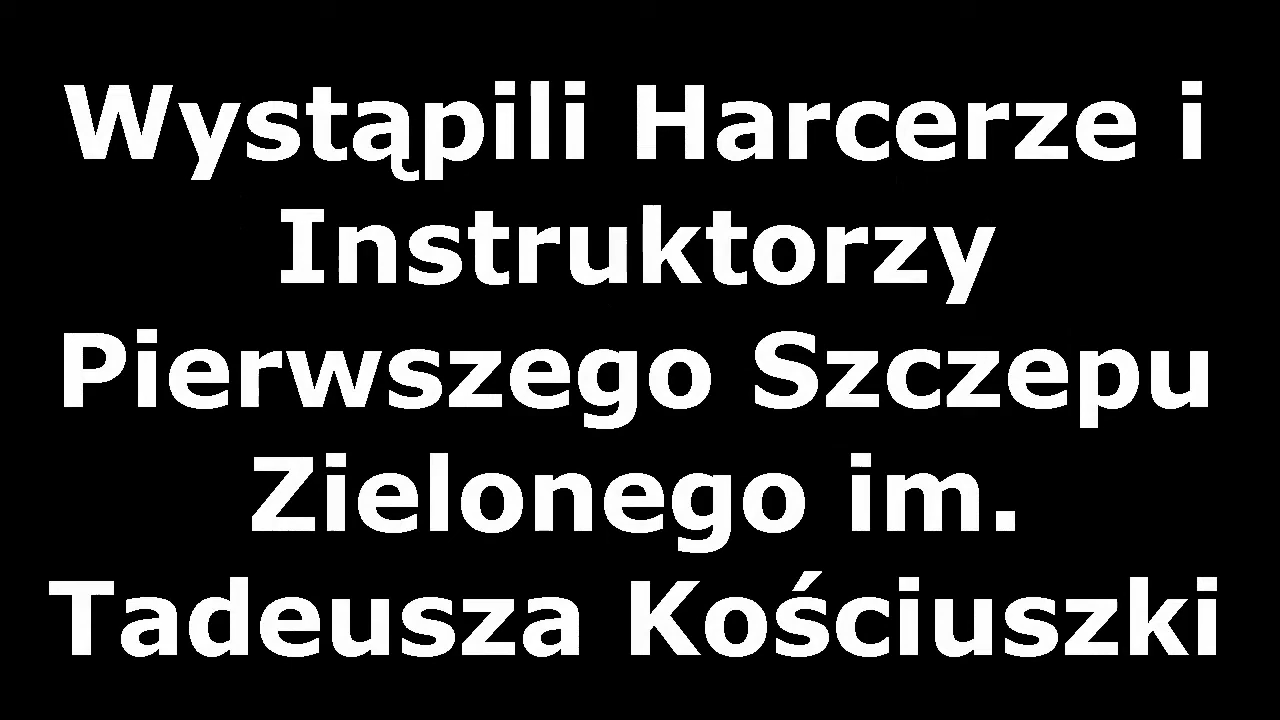 Wystąpili Harcerze i
Instruktorzy
Pierwszego Szczepu
Zielonego im.
Tadeusza Kościuszki